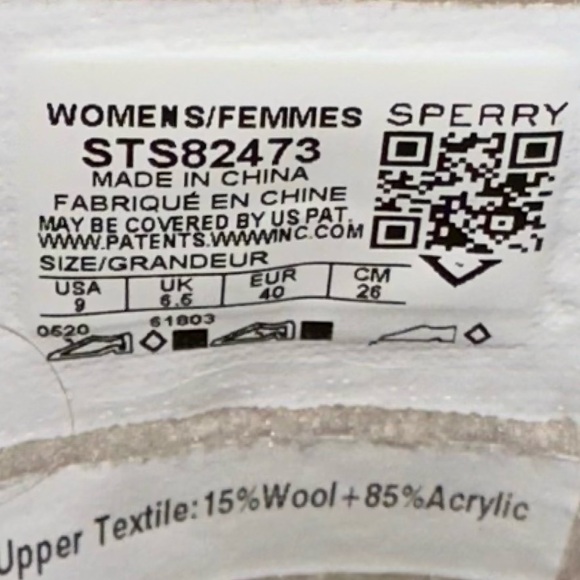 WOMENS/FEMMES SPERRY
STS82473
MADE IN CHINA
FABRIQUÉ EN CHINE
MAY BE COVERED BY US PAT.
WWW.PATENTS.WWWINC.COM
SIZE/GRANDEUR
USA UK EUR CM
9 6.5 40 26
0520 61803
Upper Textile:15%Wool+85%Acrylic